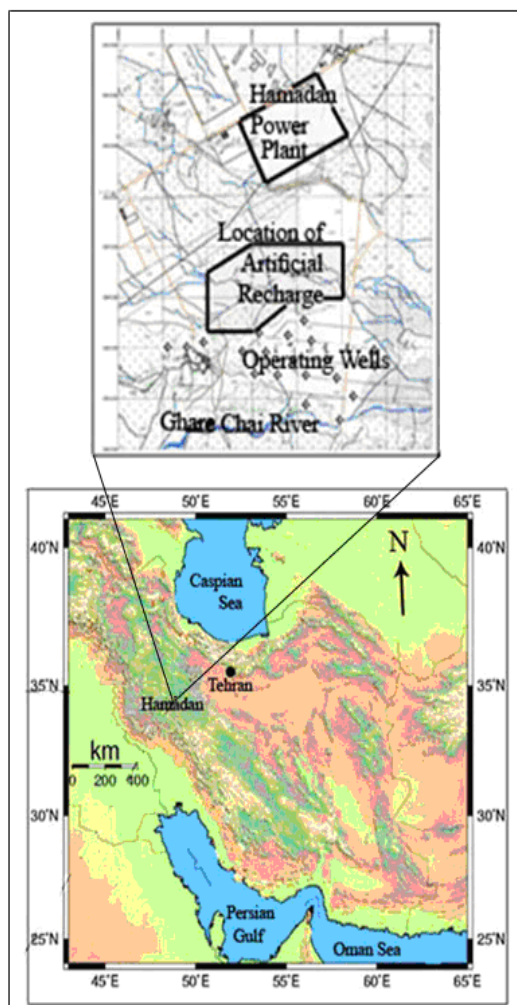 Hamadan
Power
Plant
Location of
Artificial
Recharge
Operating Wells
Ghare Chai River
45°E 50°E 55°E 60°E 65°E
40°N 40°N
Caspian
Sea
N
35°N 35°N
Tehran
Hamadan
km
0 200 400
30°N 30°N
Persian
Gulf
Oman Sea
25°N 25°N
45°E 50°E 55°E 60°E 65°E